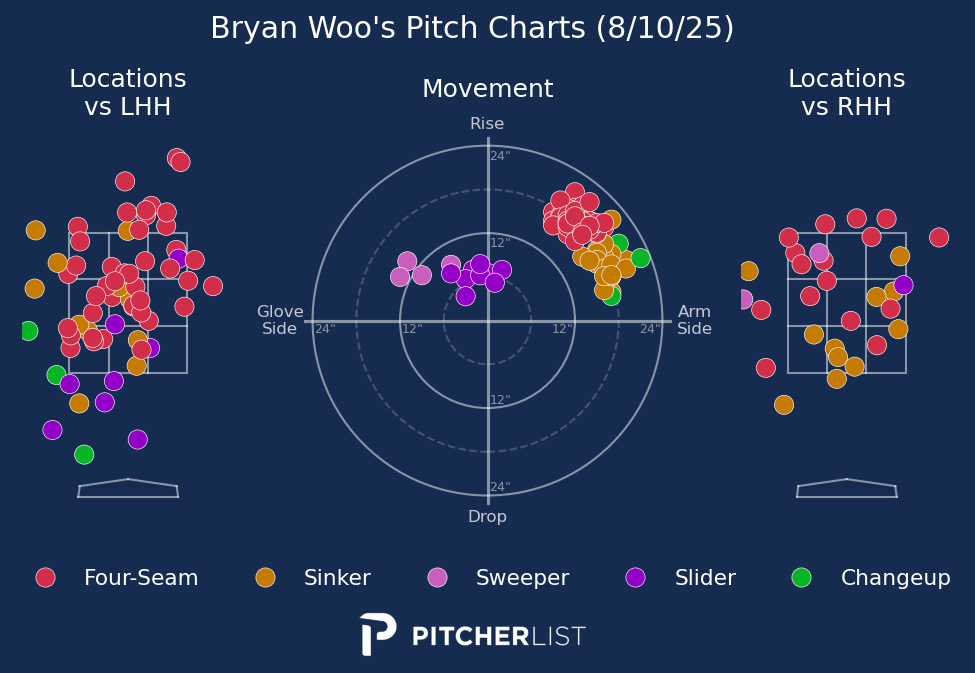 Bryan Woo's Pitch Charts (8/10/25)
Locations
vs LHH
Movement
Locations
vs RHH
Rise
24"
12"
Glove
Side
24"
12"
12"
24"
Arm
Side
12"
24"
Drop
Four-Seam
Sinker
Sweeper
Slider
Changeup
PITCHERLIST